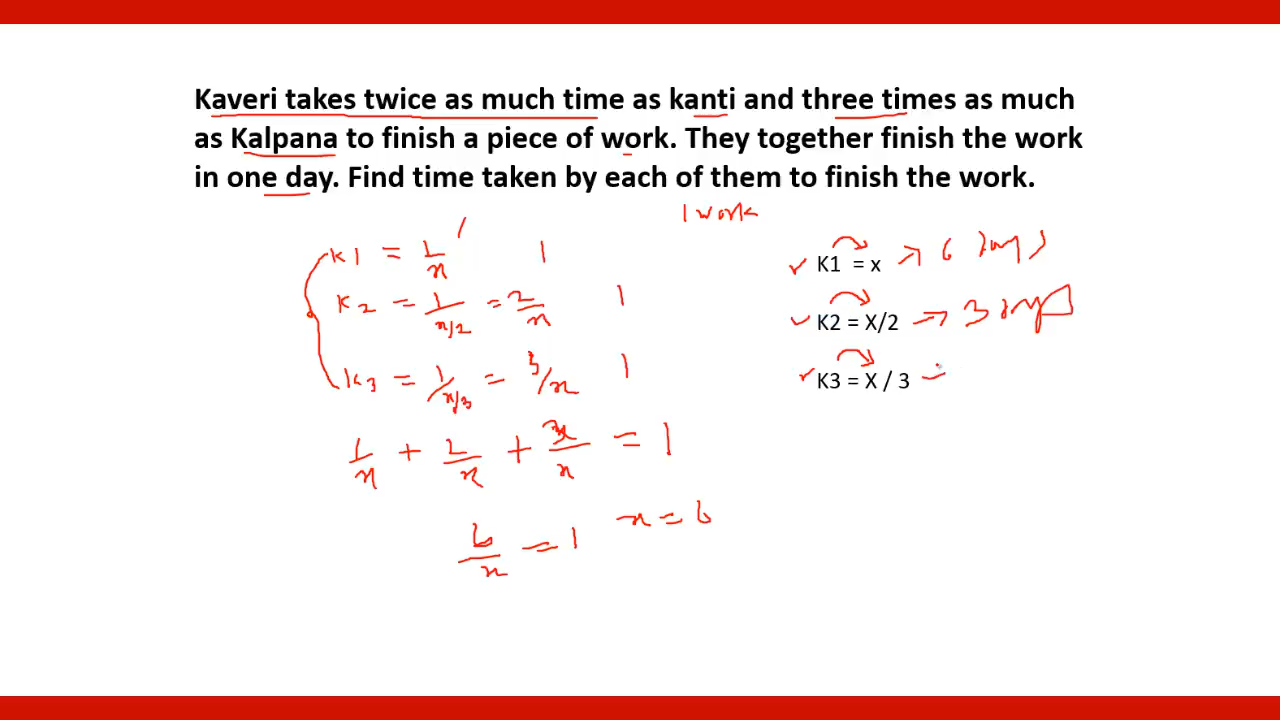 Kaveri takes twice as much time as kanti and three times as much
as Kalpana to finish a piece of work. They together finish the work
in one day. Find time taken by each of them to finish the work.
1 work
K1 = 1/x 1
K2 = 1/x/2 = 2/x 1
K3 = 1/x/3 = 3/x 1
1/x + 2/x + 3/x = 1
6/x = 1 x = 6
K1 = x → 6 days
K2 = X/2 → 3 days
K3 = X / 3